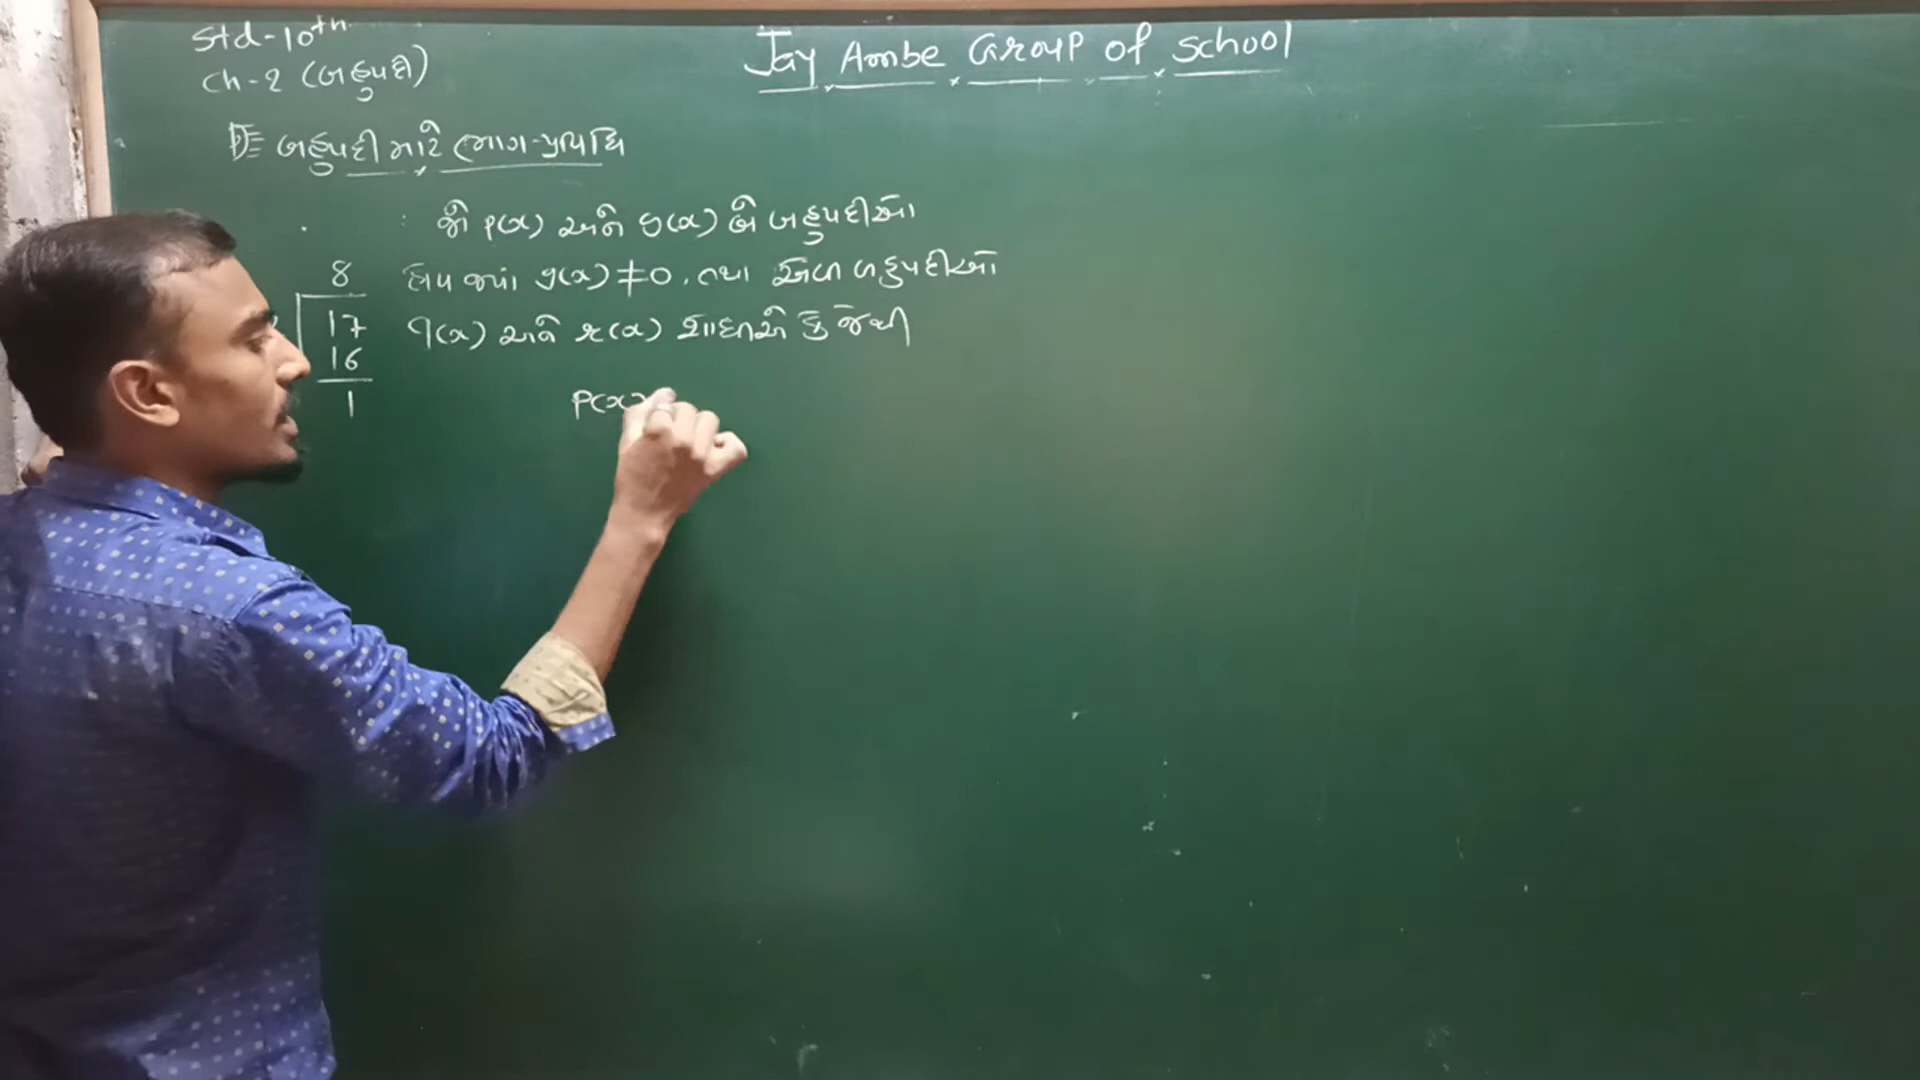 Std-10th
Ch-2 (બહુપદી)
Jay Ambe Group of School
બહુપદી માટે ભાગ-પ્રવિધિ
જો p(x) અને g(x) બે બહુપદીઓ
હોય જ્યાં g(x) ≠ 0. તથા એવી બહુપદીઓ
q(x) અને r(x) શોધીએ કે જેથી
8
17
16
1
P(x)